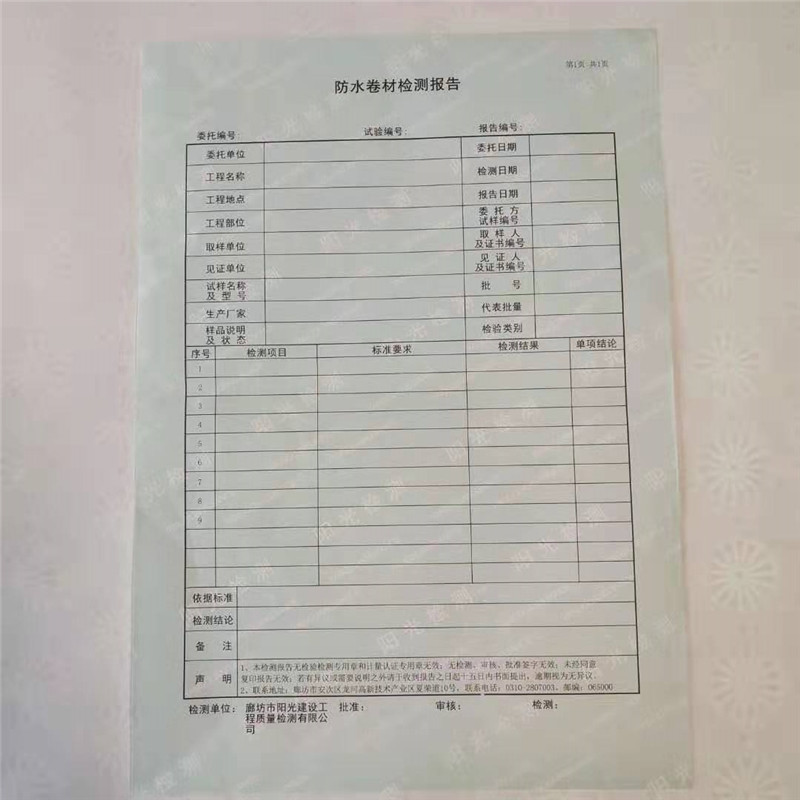 第1页 共1页
防水卷材检测报告
委托编号: 试验编号: 报告编号:
委托单位 委托日期
工程名称 检测日期
工程地点 报告日期
工程部位 委 托 方
试样编号
取样单位 取 样 人
及证书编号
见证单位 见 证 人
及证书编号
试样名称
及 型 号 批 号
生产厂家 代表批量
样品说明
及 状 态 检验类别
序号 检测项目 标准要求 检测结果 单项结论
1
2
3
4
5
6
7
8
9
依据标准
检测结论
备 注
声 明
1、本检测报告无检验检测专用章和计量认证专用章无效；无检测、审核、批准签字无效；未经同意
复印报告无效；若有异议或需要说明之外请于收到报告之日起十五日内书面提出，逾期视为无异议.
2、联系地址：廊坊市安次区龙河高新技术产业区夏荣道10号，联系电话：0310-2807003、邮编：065000
检测单位： 廊坊市阳光建设工 批准： 审核： 检测：
程质量检测有限公
司
阳光检测